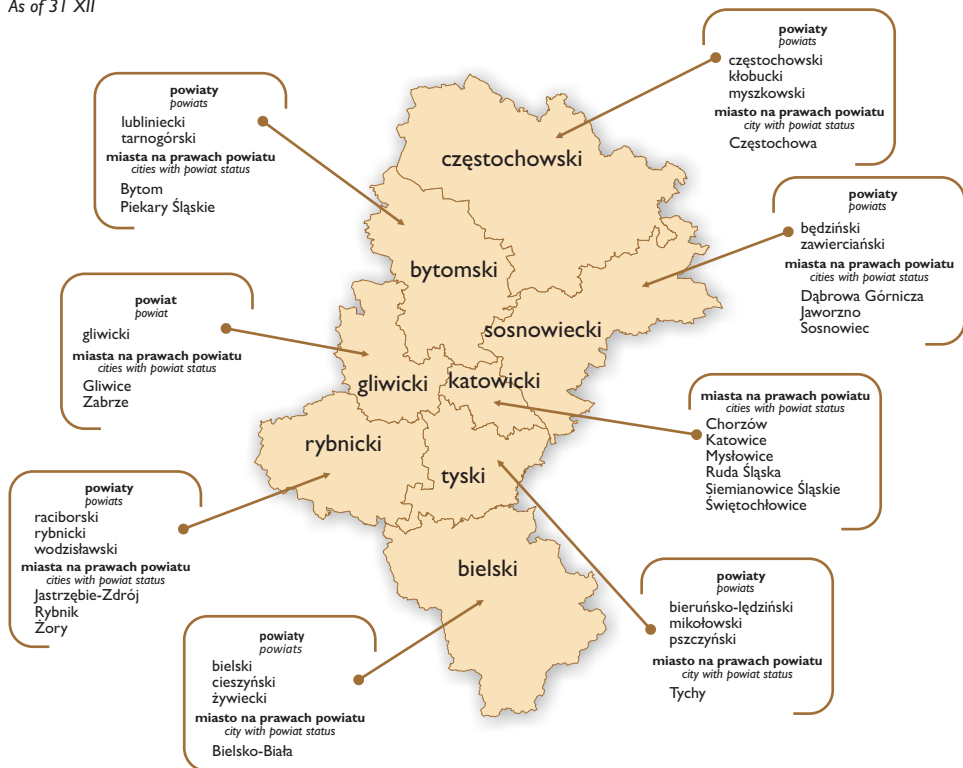 As of 31 XII
powiaty
powiats
częstochowski
kłobucki
myszkowski
miasto na prawach powiatu
city with powiat status
Częstochowa
powiaty
powiats
lubliniecki
tarnogórski
miasta na prawach powiatu
cities with powiat status
Bytom
Piekary Śląskie
częstochowski
powiaty
powiats
będziński
zawierciański
miasta na prawach powiatu
cities with powiat status
Dąbrowa Górnicza
Jaworzno
Sosnowiec
bytomski
powiat
powiat
gliwicki
miasta na prawach powiatu
cities with powiat status
Gliwice
Zabrze
sosnowiecki
gliwicki
katowicki
miasta na prawach powiatu
cities with powiat status
Chorzów
Katowice
Mysłowice
Ruda Śląska
Siemianowice Śląskie
Świętochłowice
rybnicki
tyski
powiaty
powiats
raciborski
rybnicki
wodzisławski
miasta na prawach powiatu
cities with powiat status
Jastrzębie-Zdrój
Rybnik
Żory
bielski
powiaty
powiats
bieruńsko-lędziński
mikołowski
pszczyński
miasto na prawach powiatu
city with powiat status
Tychy
powiaty
powiats
bielski
cieszyński
żywiecki
miasto na prawach powiatu
city with powiat status
Bielsko-Biała